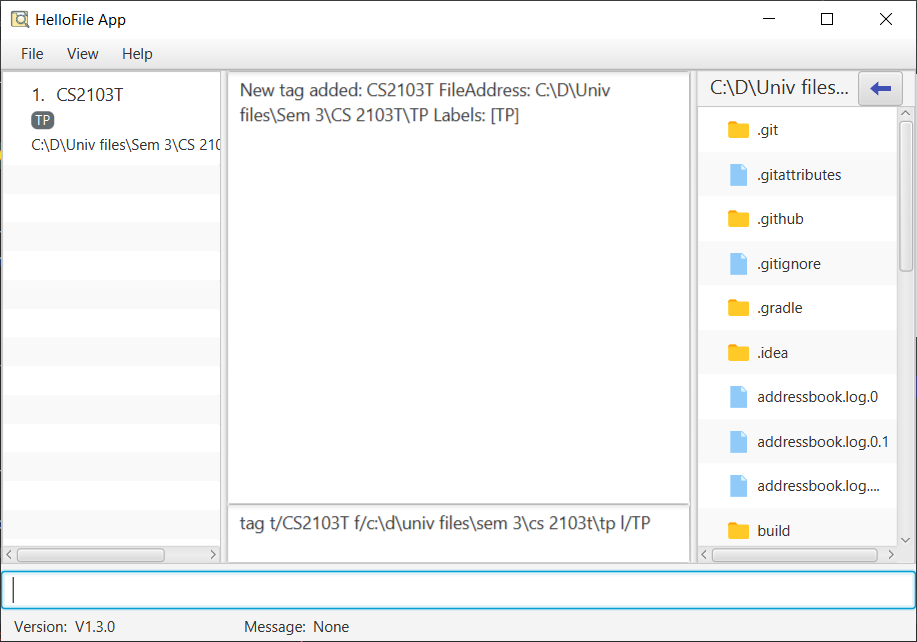 HelloFile App
File View Help
1. CS2103T
TP
C:\D\Univ files\Sem 3\CS 210
New tag added: CS2103T FileAddress: C:\D\Univ
files\Sem 3\CS 2103T\TP Labels: [TP]
tag t/CS2103T f/c:\d\univ files\sem 3\cs 2103t\tp l/TP
C:\D\Univ files...
.git
.gitattributes
.github
.gitignore
.gradle
.idea
addressbook.log.0
addressbook.log.0.1
addressbook.log....
build
Version: V1.3.0 Message: None